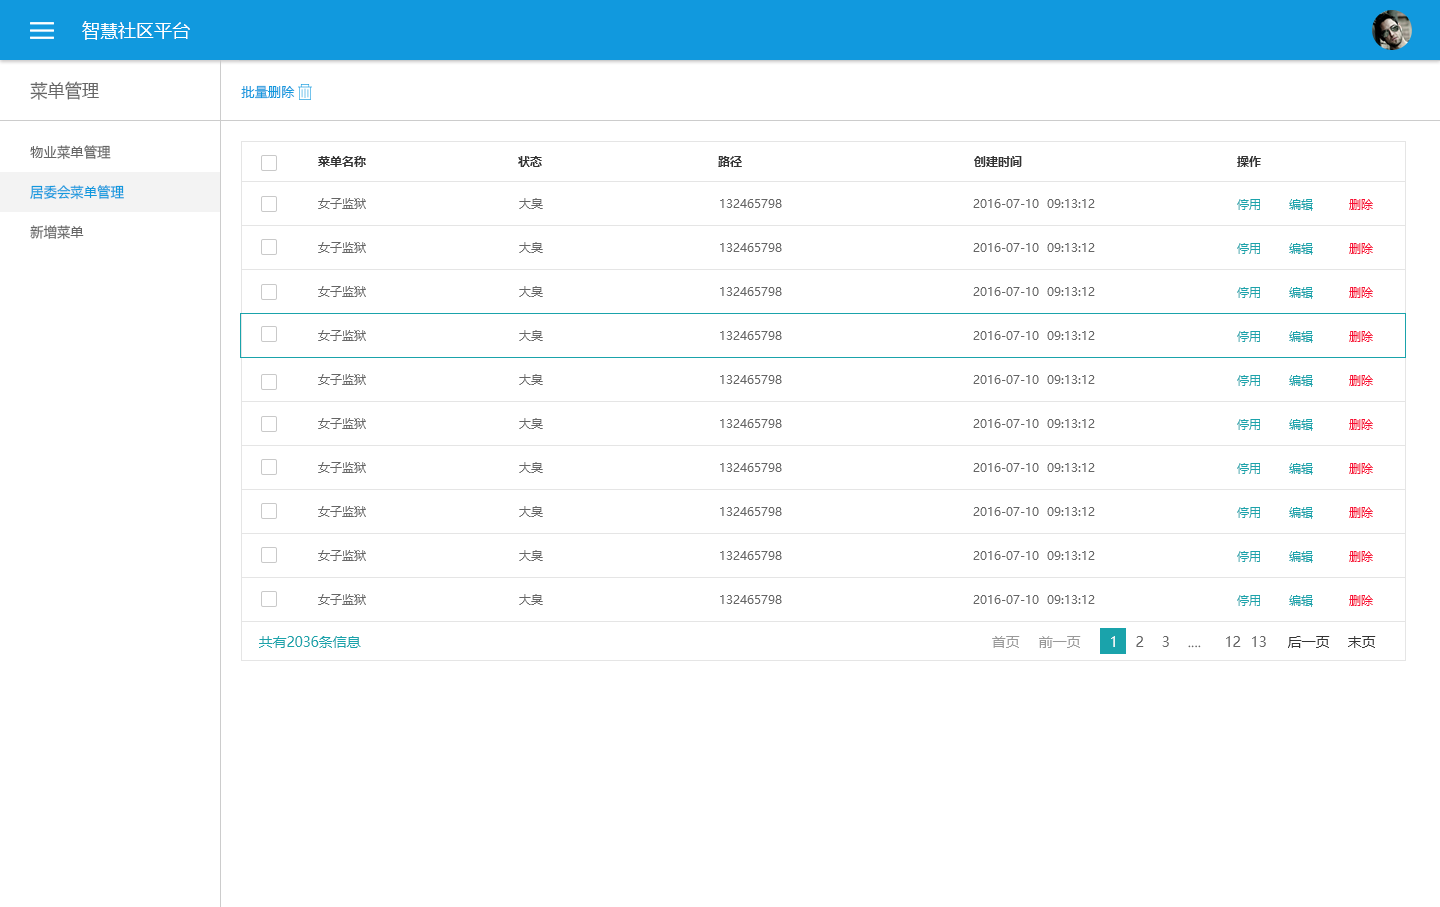 智慧社区平台
菜单管理
批量删除
物业菜单管理
居委会菜单管理
新增菜单
菜单名称 状态 路径 创建时间 操作
女子监狱 大臭 132465798 2016-07-10 09:13:12 停用 编辑 删除
女子监狱 大臭 132465798 2016-07-10 09:13:12 停用 编辑 删除
女子监狱 大臭 132465798 2016-07-10 09:13:12 停用 编辑 删除
女子监狱 大臭 132465798 2016-07-10 09:13:12 停用 编辑 删除
女子监狱 大臭 132465798 2016-07-10 09:13:12 停用 编辑 删除
女子监狱 大臭 132465798 2016-07-10 09:13:12 停用 编辑 删除
女子监狱 大臭 132465798 2016-07-10 09:13:12 停用 编辑 删除
女子监狱 大臭 132465798 2016-07-10 09:13:12 停用 编辑 删除
女子监狱 大臭 132465798 2016-07-10 09:13:12 停用 编辑 删除
女子监狱 大臭 132465798 2016-07-10 09:13:12 停用 编辑 删除
共有2036条信息 首页 前一页 1 2 3 .... 12 13 后一页 末页